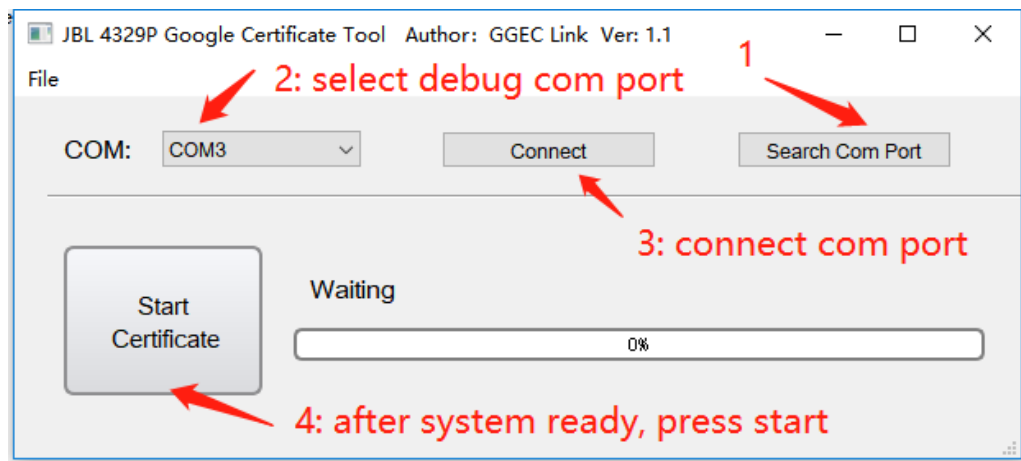 JBL 4329P Google Certificate Tool Author: GGEC Link Ver: 1.1
1
File
2: select debug com port
COM:
COM3
Connect
Search Com Port
3: connect com port
Start
Certificate
Waiting
0%
4: after system ready, press start